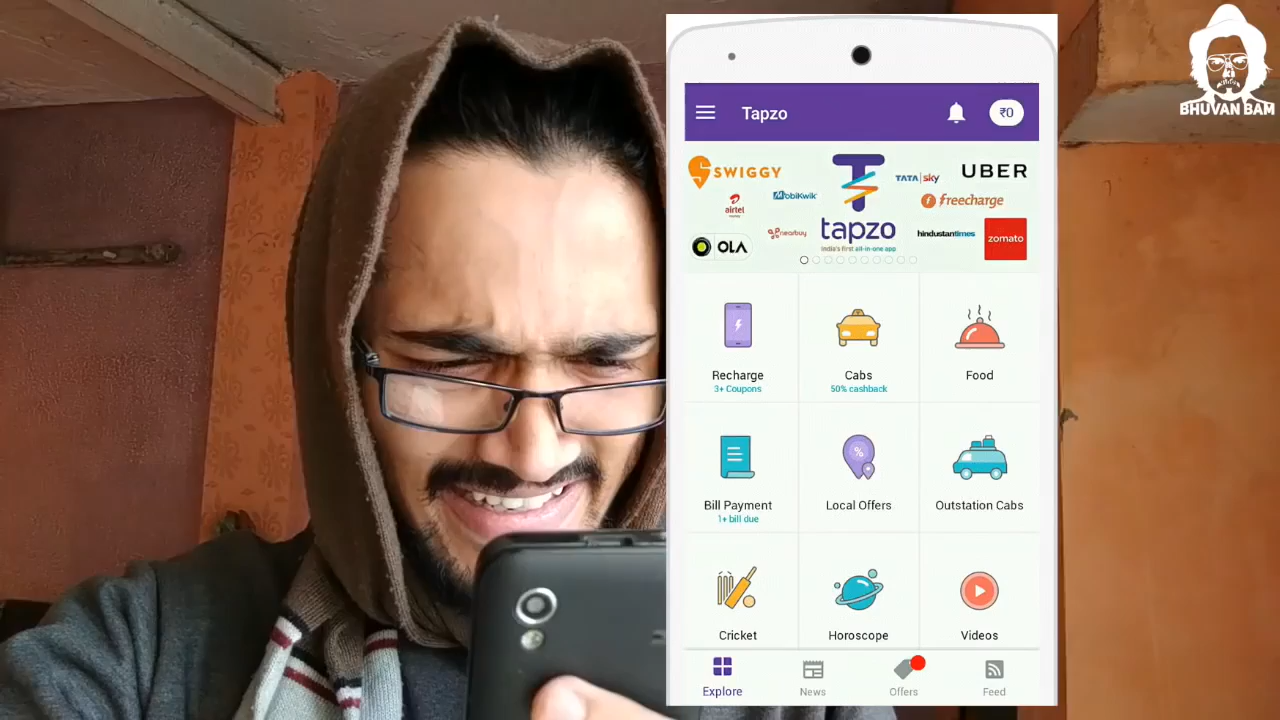 BHUVAN BAM
Tapzo
₹0
SWIGGY
TATA sky
UBER
airtel
MobiKwik
freecharge
OLA
nearbuy
tapzo
india's first all-in-one app
hindustantimes
zomato
Recharge
3+ Coupons
Cabs
50% cashback
Food
Bill Payment
1+ bill due
%
Local Offers
Outstation Cabs
Cricket
Horoscope
Videos
Explore
News
Offers
Feed